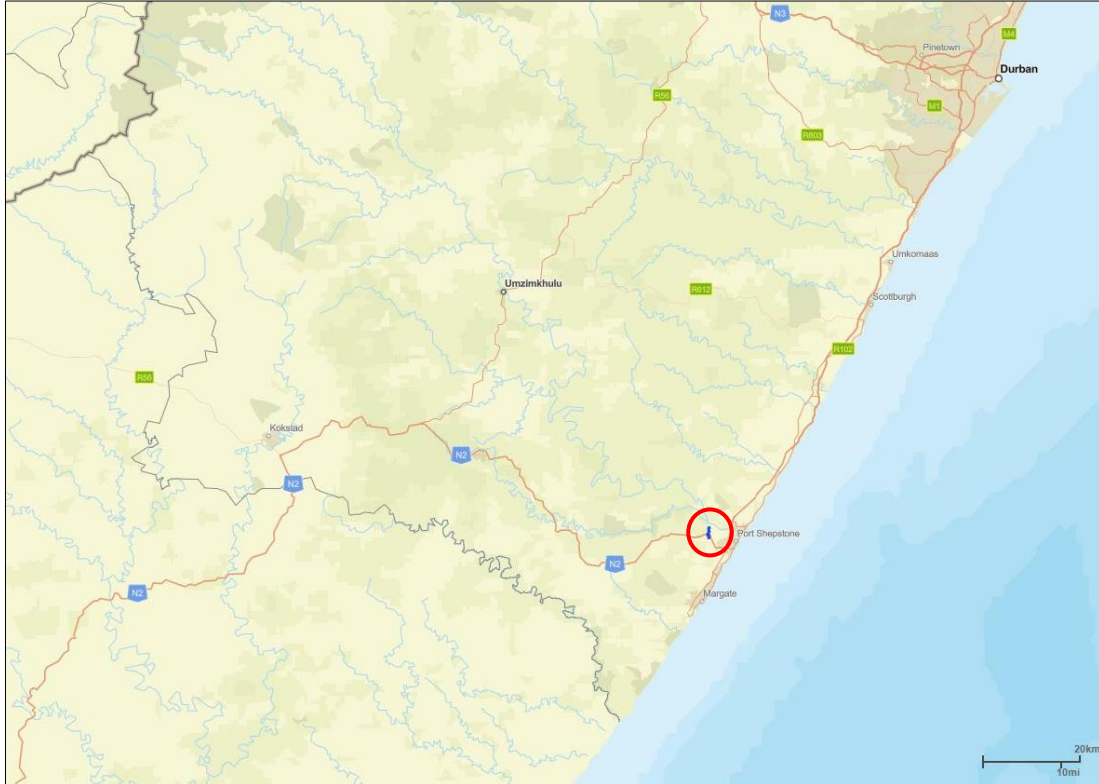 N3
M4
Pinetown
Durban
R56
M1
R603
Umkomaas
Umzimkhulu
R612
Scottburgh
R102
R56
Kokstad
N2
N2
Port Shepstone
N2
N2
Margate
20km
10mi